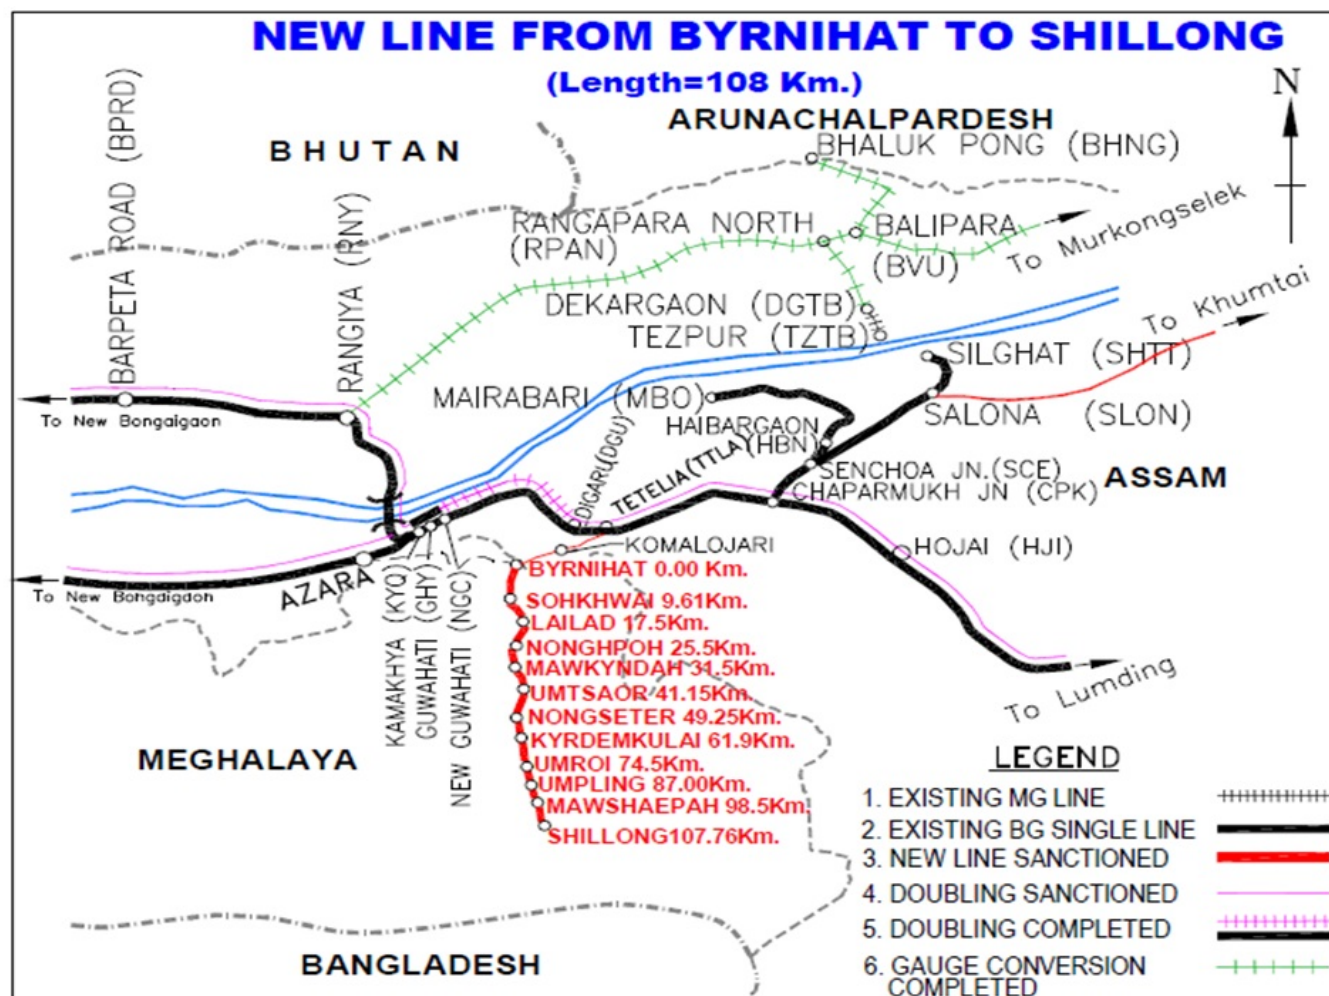 NEW LINE FROM BYRNIHAT TO SHILLONG
(Length=108 Km.)
N
ARUNACHALPARDESH
BHUTAN
BHALUK PONG (BHNG)
BARPETA ROAD (BPRD)
RANGIYA (RNY)
RANGAPARA NORTH
(RPAN)
BALIPARA
(BVU)
To Murkongselek
DEKARGAON (DGTB)
TEZPUR (TZTB)
To Khumtai
SILGHAT (SHTT)
MAIRABARI (MBO)
SALONA (SLON)
To New Bongaigaon
HAIBARGAON
(HBN)
DIGARU(DGU)
TETELIA(TTLA)
SENCHOA JN.(SCE)
CHAPARMUKH JN (CPK)
ASSAM
KOMALOJARI
HOJAI (HJI)
AZARA
To New Bongdigdon
KAMAKHYA (KYQ)
GUWAHATI (GHY)
NEW GUWAHATI (NGC)
BYRNIHAT 0.00 Km.
SOHKHWAI 9.61Km.
LAILAD 17.5Km.
NONGHPOH 25.5Km.
MAWKYNDAH 31.5Km.
UMTSAOR 41.15Km.
NONGSETER 49.25Km.
KYRDEMKULAI 61.9Km.
UMROI 74.5Km.
UMPLING 87.00Km.
MAWSHAEPAH 98.5Km.
SHILLONG107.76Km.
To Lumding
MEGHALAYA
BANGLADESH
LEGEND
1. EXISTING MG LINE
2. EXISTING BG SINGLE LINE
3. NEW LINE SANCTIONED
4. DOUBLING SANCTIONED
5. DOUBLING COMPLETED
6. GAUGE CONVERSION
COMPLETED